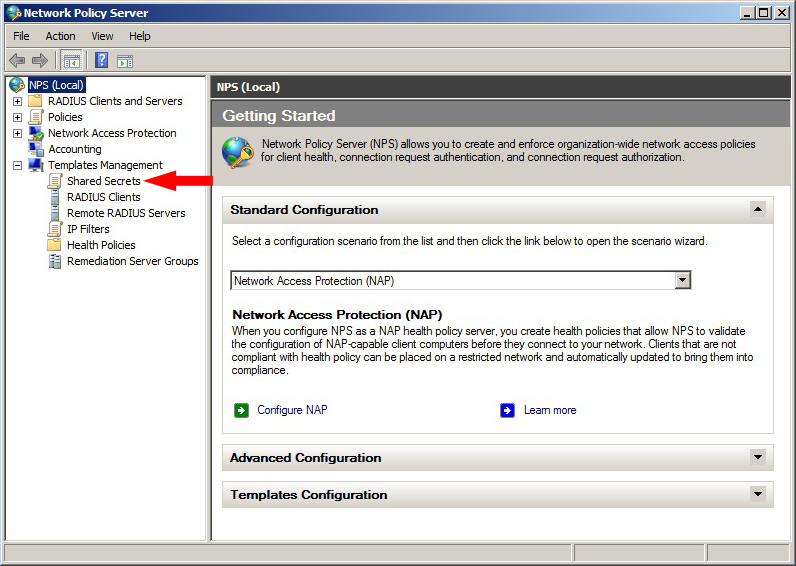 Network Policy Server
File Action View Help
NPS (Local)
RADIUS Clients and Servers
Policies
Network Access Protection
Accounting
Templates Management
Shared Secrets
RADIUS Clients
Remote RADIUS Servers
IP Filters
Health Policies
Remediation Server Groups
NPS (Local)
Getting Started
Network Policy Server (NPS) allows you to create and enforce organization-wide network access policies
for client health, connection request authentication, and connection request authorization.
Standard Configuration
Select a configuration scenario from the list and then click the link below to open the scenario wizard.
Network Access Protection (NAP)
Network Access Protection (NAP)
When you configure NPS as a NAP health policy server, you create health policies that allow NPS to validate
the configuration of NAP-capable client computers before they connect to your network. Clients that are not
compliant with health policy can be placed on a restricted network and automatically updated to bring them into
compliance.
Configure NAP Learn more
Advanced Configuration
Templates Configuration